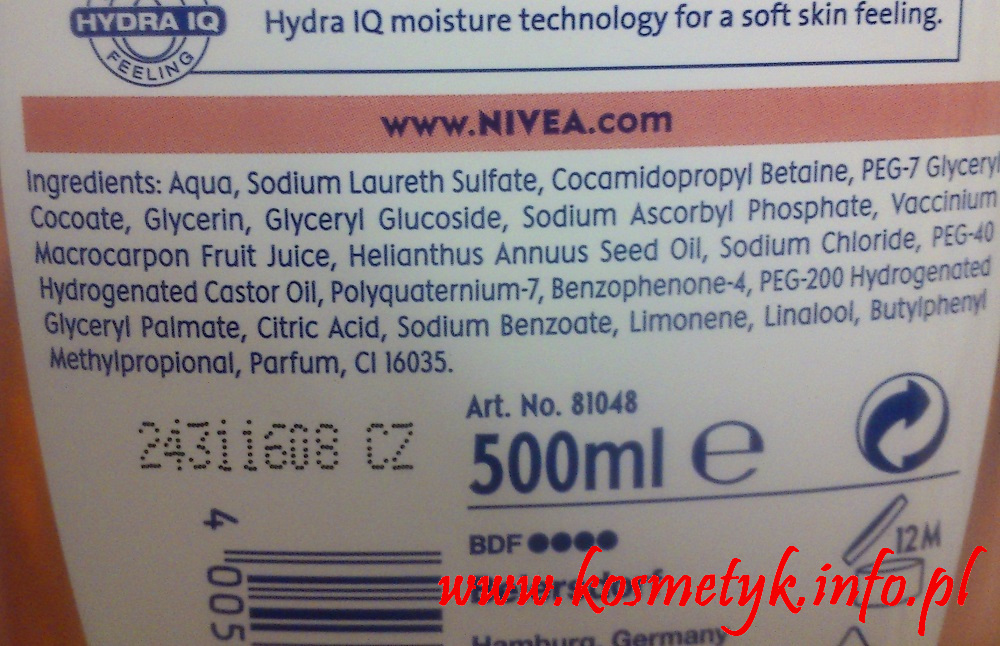 HYDRA IQ
FEELING
Hydra IQ moisture technology for a soft skin feeling.
www.NIVEA.com
Ingredients: Aqua, Sodium Laureth Sulfate, Cocamidopropyl Betaine, PEG-7 Glyceryl
Cocoate, Glycerin, Glyceryl Glucoside, Sodium Ascorbyl Phosphate, Vaccinium
Macrocarpon Fruit Juice, Helianthus Annuus Seed Oil, Sodium Chloride, PEG-40
Hydrogenated Castor Oil, Polyquaternium-7, Benzophenone-4, PEG-200 Hydrogenated
Glyceryl Palmate, Citric Acid, Sodium Benzoate, Limonene, Linalool, Butylphenyl
Methylpropional, Parfum, CI 16035.
24311608 CZ
Art. No. 81048
500ml e
BDF
12M
Beiersdorf
www.kosmetyk.info.pl
Hamburg, Germany
4 005